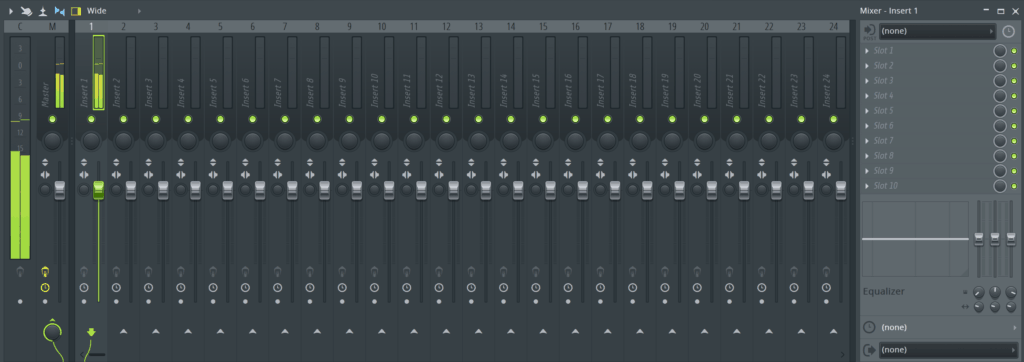 Wide
Mixer - Insert 1
C M 1 2 3 4 5 6 7 8 9 10 11 12 13 14 15 16 17 18 19 20 21 22 23 24
(none)
3
0
3
6
9
12
15
Master
Insert 1
Insert 2
Insert 3
Insert 4
Insert 5
Insert 6
Insert 7
Insert 8
Insert 9
Insert 10
Insert 11
Insert 12
Insert 13
Insert 14
Insert 15
Insert 16
Insert 17
Insert 18
Insert 19
Insert 20
Insert 21
Insert 22
Insert 23
Insert 24
Slot 1
Slot 2
Slot 3
Slot 4
Slot 5
Slot 6
Slot 7
Slot 8
Slot 9
Slot 10
Equalizer
(none)
(none)